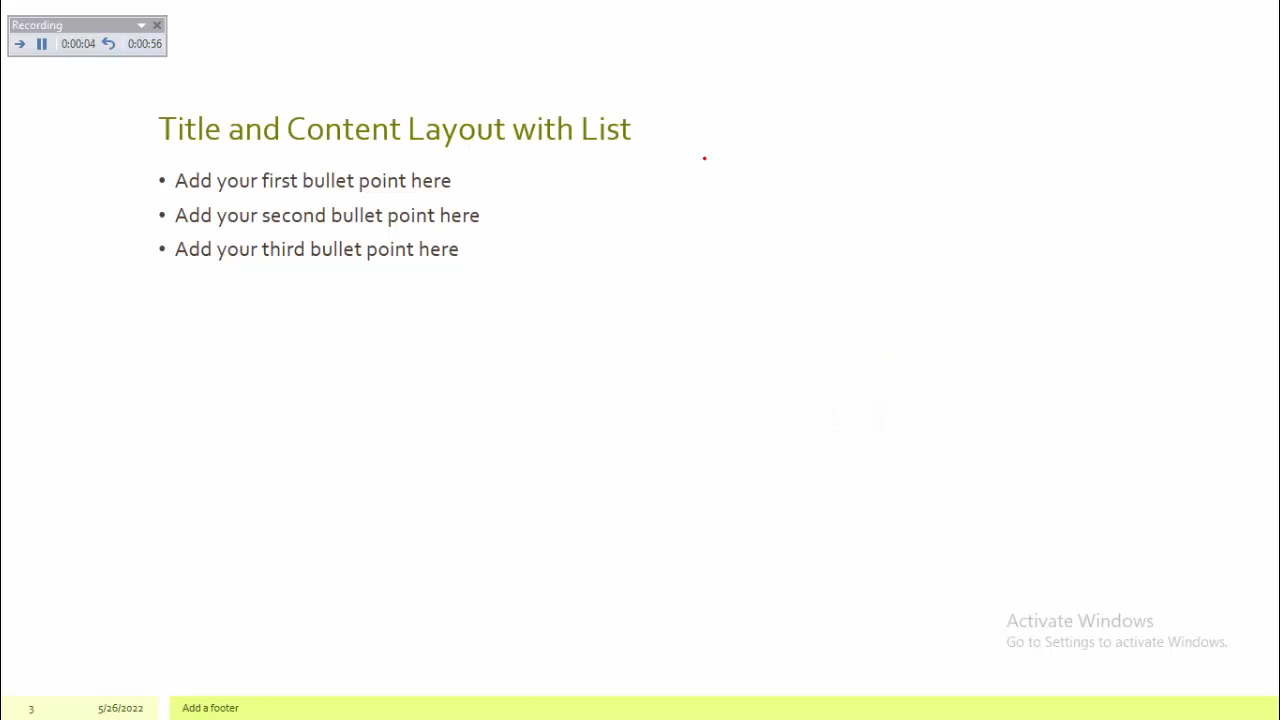 Recording
0:00:04 0:00:56
Title and Content Layout with List
• Add your first bullet point here
• Add your second bullet point here
• Add your third bullet point here
Activate Windows
Go to Settings to activate Windows.
3 5/26/2022 Add a footer